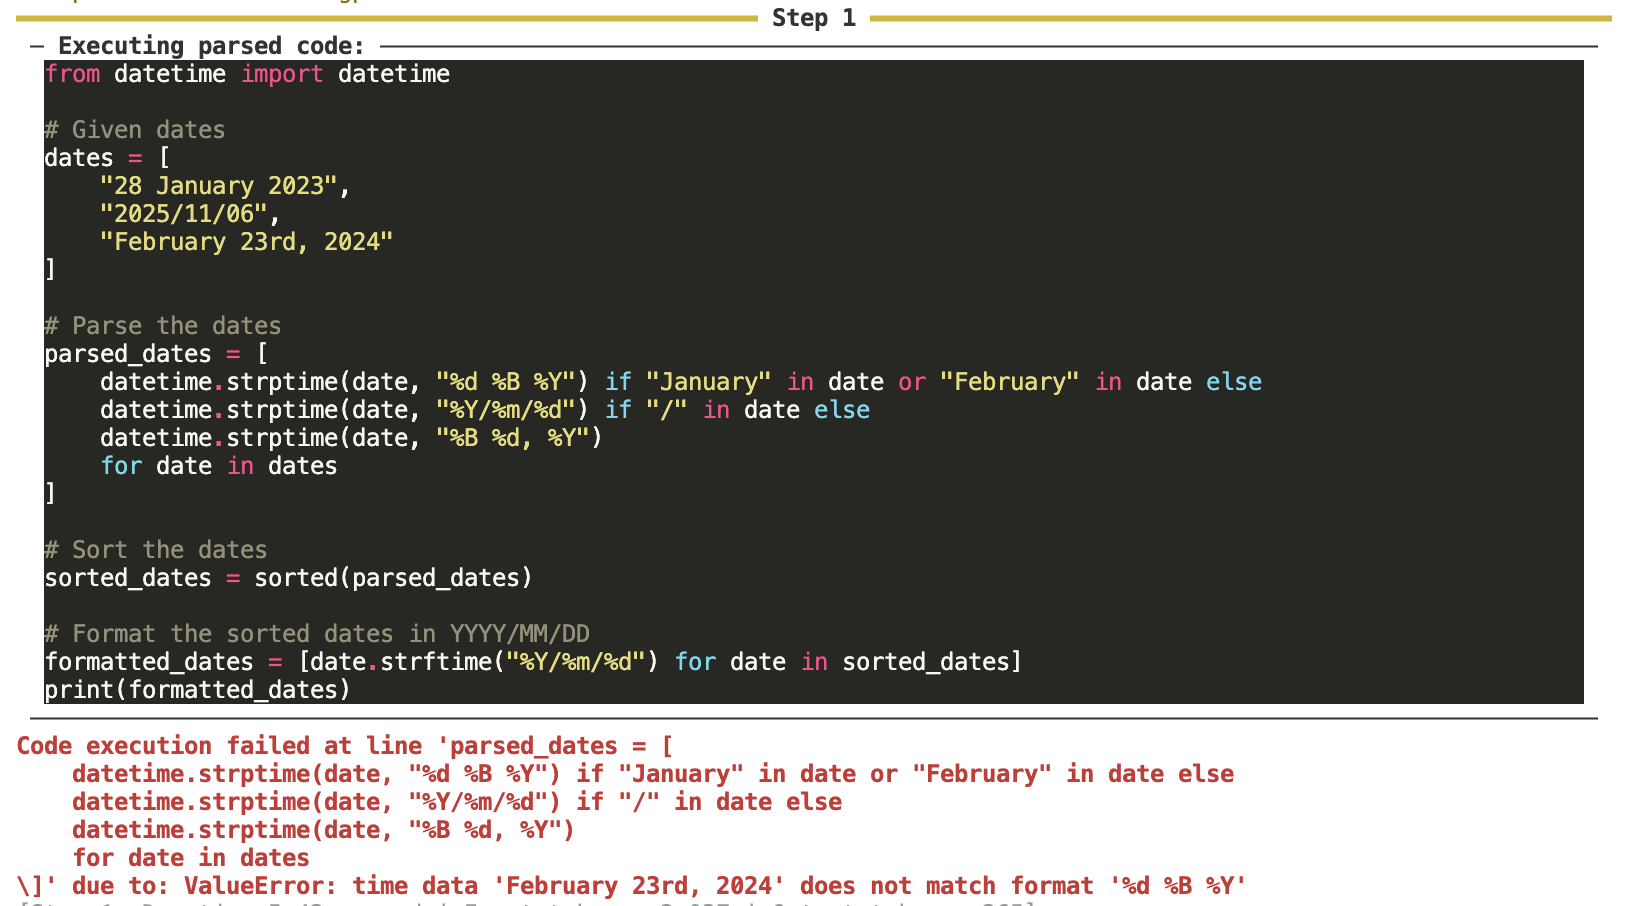 Step 1
Executing parsed code:
from datetime import datetime

# Given dates
dates = [
    "28 January 2023",
    "2025/11/06",
    "February 23rd, 2024"
]

# Parse the dates
parsed_dates = [
    datetime.strptime(date, "%d %B %Y") if "January" in date or "February" in date else
    datetime.strptime(date, "%Y/%m/%d") if "/" in date else
    datetime.strptime(date, "%B %d, %Y")
    for date in dates
]

# Sort the dates
sorted_dates = sorted(parsed_dates)

# Format the sorted dates in YYYY/MM/DD
formatted_dates = [date.strftime("%Y/%m/%d") for date in sorted_dates]
print(formatted_dates)
Code execution failed at line 'parsed_dates = [
    datetime.strptime(date, "%d %B %Y") if "January" in date or "February" in date else
    datetime.strptime(date, "%Y/%m/%d") if "/" in date else
    datetime.strptime(date, "%B %d, %Y")
    for date in dates
\]' due to: ValueError: time data 'February 23rd, 2024' does not match format '%d %B %Y'